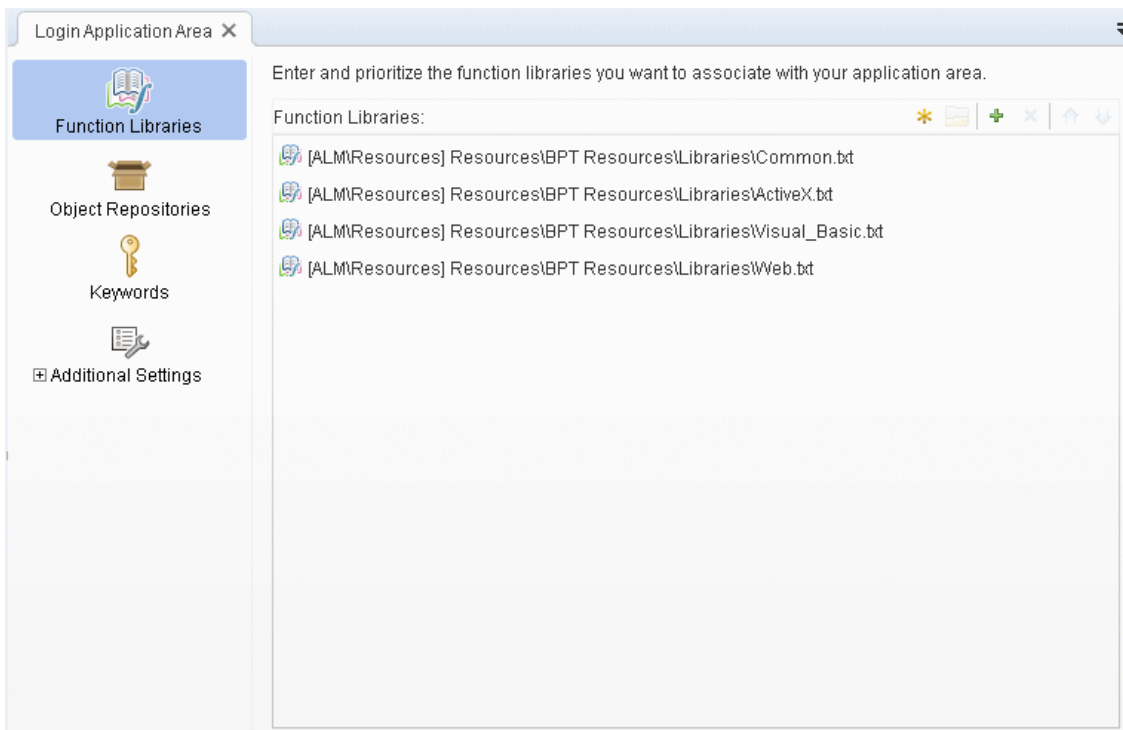 Login Application Area
Enter and prioritize the function libraries you want to associate with your application area.
Function Libraries
Function Libraries:
[ALM\Resources] Resources\BPT Resources\Libraries\Common.txt
[ALM\Resources] Resources\BPT Resources\Libraries\ActiveX.txt
[ALM\Resources] Resources\BPT Resources\Libraries\Visual_Basic.txt
[ALM\Resources] Resources\BPT Resources\Libraries\Web.txt
Object Repositories
Keywords
Additional Settings